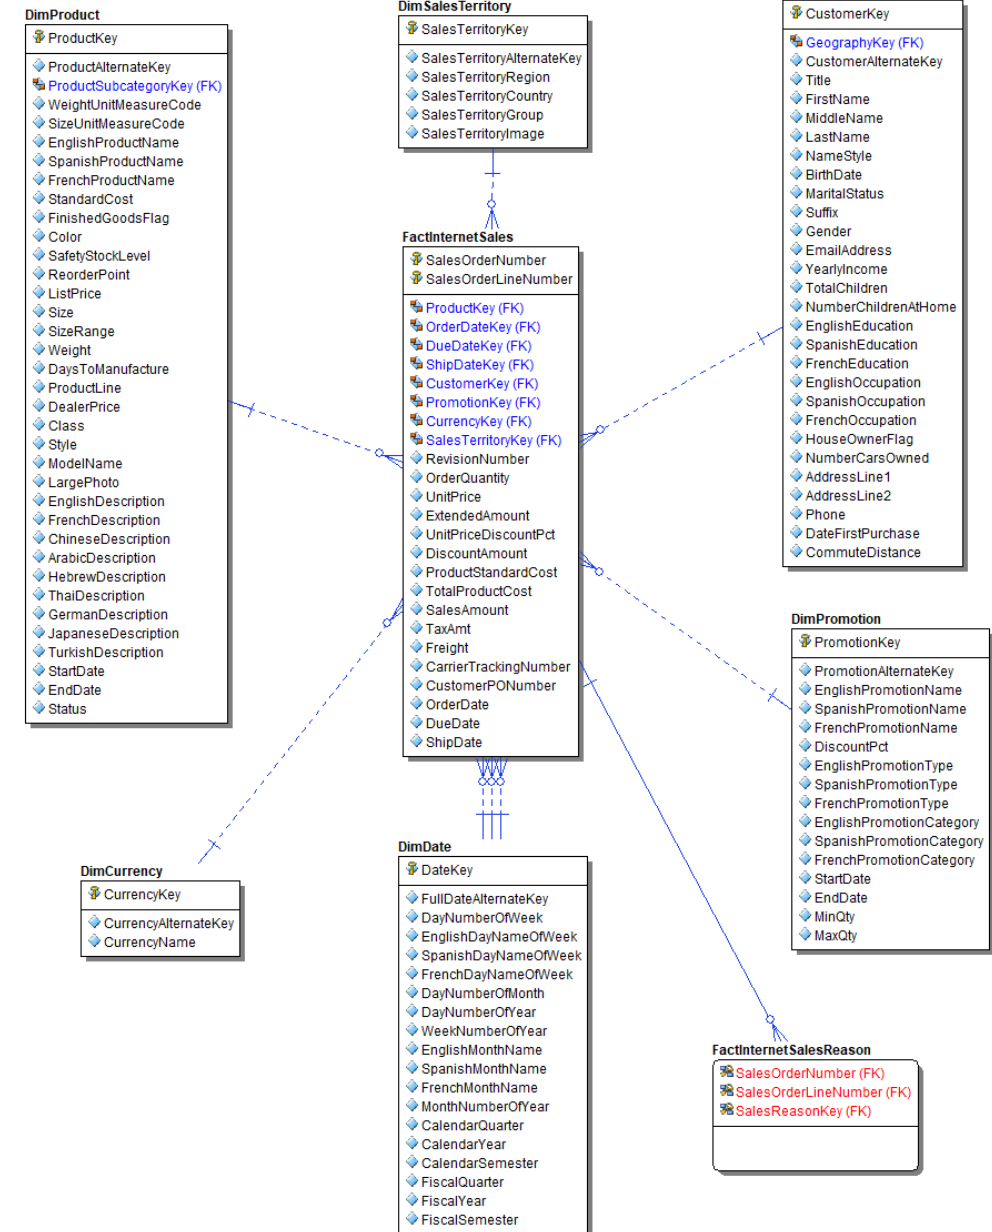 DimProduct
ProductKey
ProductAlternateKey
ProductSubcategoryKey (FK)
WeightUnitMeasureCode
SizeUnitMeasureCode
EnglishProductName
SpanishProductName
FrenchProductName
StandardCost
FinishedGoodsFlag
Color
SafetyStockLevel
ReorderPoint
ListPrice
Size
SizeRange
Weight
DaysToManufacture
ProductLine
DealerPrice
Class
Style
ModelName
LargePhoto
EnglishDescription
FrenchDescription
ChineseDescription
ArabicDescription
HebrewDescription
ThaiDescription
GermanDescription
JapaneseDescription
TurkishDescription
StartDate
EndDate
Status
DimSalesTerritory
SalesTerritoryKey
SalesTerritoryAlternateKey
SalesTerritoryRegion
SalesTerritoryCountry
SalesTerritoryGroup
SalesTerritoryImage
CustomerKey
GeographyKey (FK)
CustomerAlternateKey
Title
FirstName
MiddleName
LastName
NameStyle
BirthDate
MaritalStatus
Suffix
Gender
EmailAddress
YearlyIncome
TotalChildren
NumberChildrenAtHome
EnglishEducation
SpanishEducation
FrenchEducation
EnglishOccupation
SpanishOccupation
FrenchOccupation
HouseOwnerFlag
NumberCarsOwned
AddressLine1
AddressLine2
Phone
DateFirstPurchase
CommuteDistance
FactInternetSales
SalesOrderNumber
SalesOrderLineNumber
ProductKey (FK)
OrderDateKey (FK)
DueDateKey (FK)
ShipDateKey (FK)
CustomerKey (FK)
PromotionKey (FK)
CurrencyKey (FK)
SalesTerritoryKey (FK)
RevisionNumber
OrderQuantity
UnitPrice
ExtendedAmount
UnitPriceDiscountPct
DiscountAmount
ProductStandardCost
TotalProductCost
SalesAmount
TaxAmt
Freight
CarrierTrackingNumber
CustomerPONumber
OrderDate
DueDate
ShipDate
DimPromotion
PromotionKey
PromotionAlternateKey
EnglishPromotionName
SpanishPromotionName
FrenchPromotionName
DiscountPct
EnglishPromotionType
SpanishPromotionType
FrenchPromotionType
EnglishPromotionCategory
SpanishPromotionCategory
FrenchPromotionCategory
StartDate
EndDate
MinQty
MaxQty
DimCurrency
CurrencyKey
CurrencyAlternateKey
CurrencyName
DimDate
DateKey
FullDateAlternateKey
DayNumberOfWeek
EnglishDayNameOfWeek
SpanishDayNameOfWeek
FrenchDayNameOfWeek
DayNumberOfMonth
DayNumberOfYear
WeekNumberOfYear
EnglishMonthName
SpanishMonthName
FrenchMonthName
MonthNumberOfYear
CalendarQuarter
CalendarYear
CalendarSemester
FiscalQuarter
FiscalYear
FiscalSemester
FactInternetSalesReason
SalesOrderNumber (FK)
SalesOrderLineNumber (FK)
SalesReasonKey (FK)